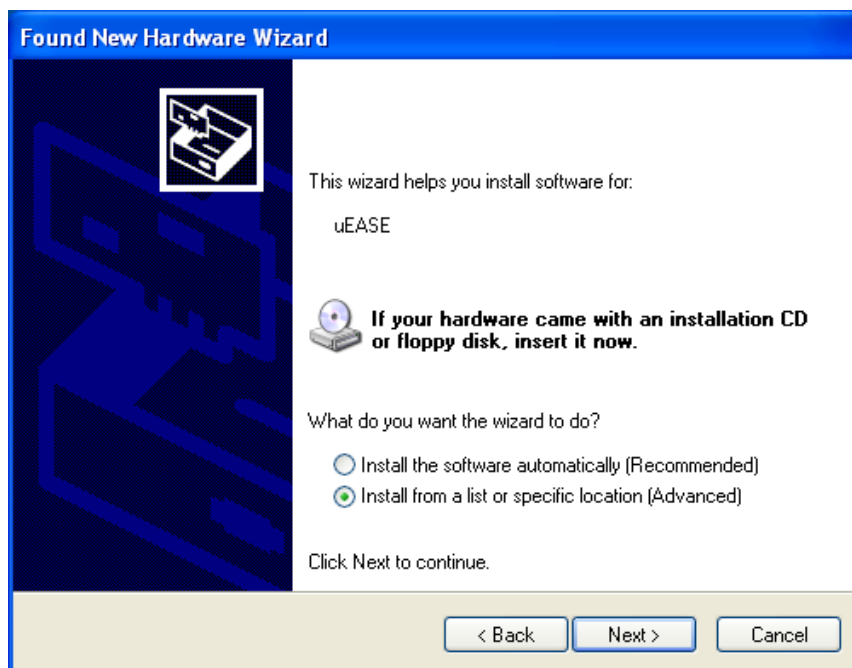 Found New Hardware Wizard
This wizard helps you install software for:
uEASE
If your hardware came with an installation CD
or floppy disk, insert it now.
What do you want the wizard to do?
Install the software automatically (Recommended)
Install from a list or specific location (Advanced)
Click Next to continue.
< Back Next > Cancel